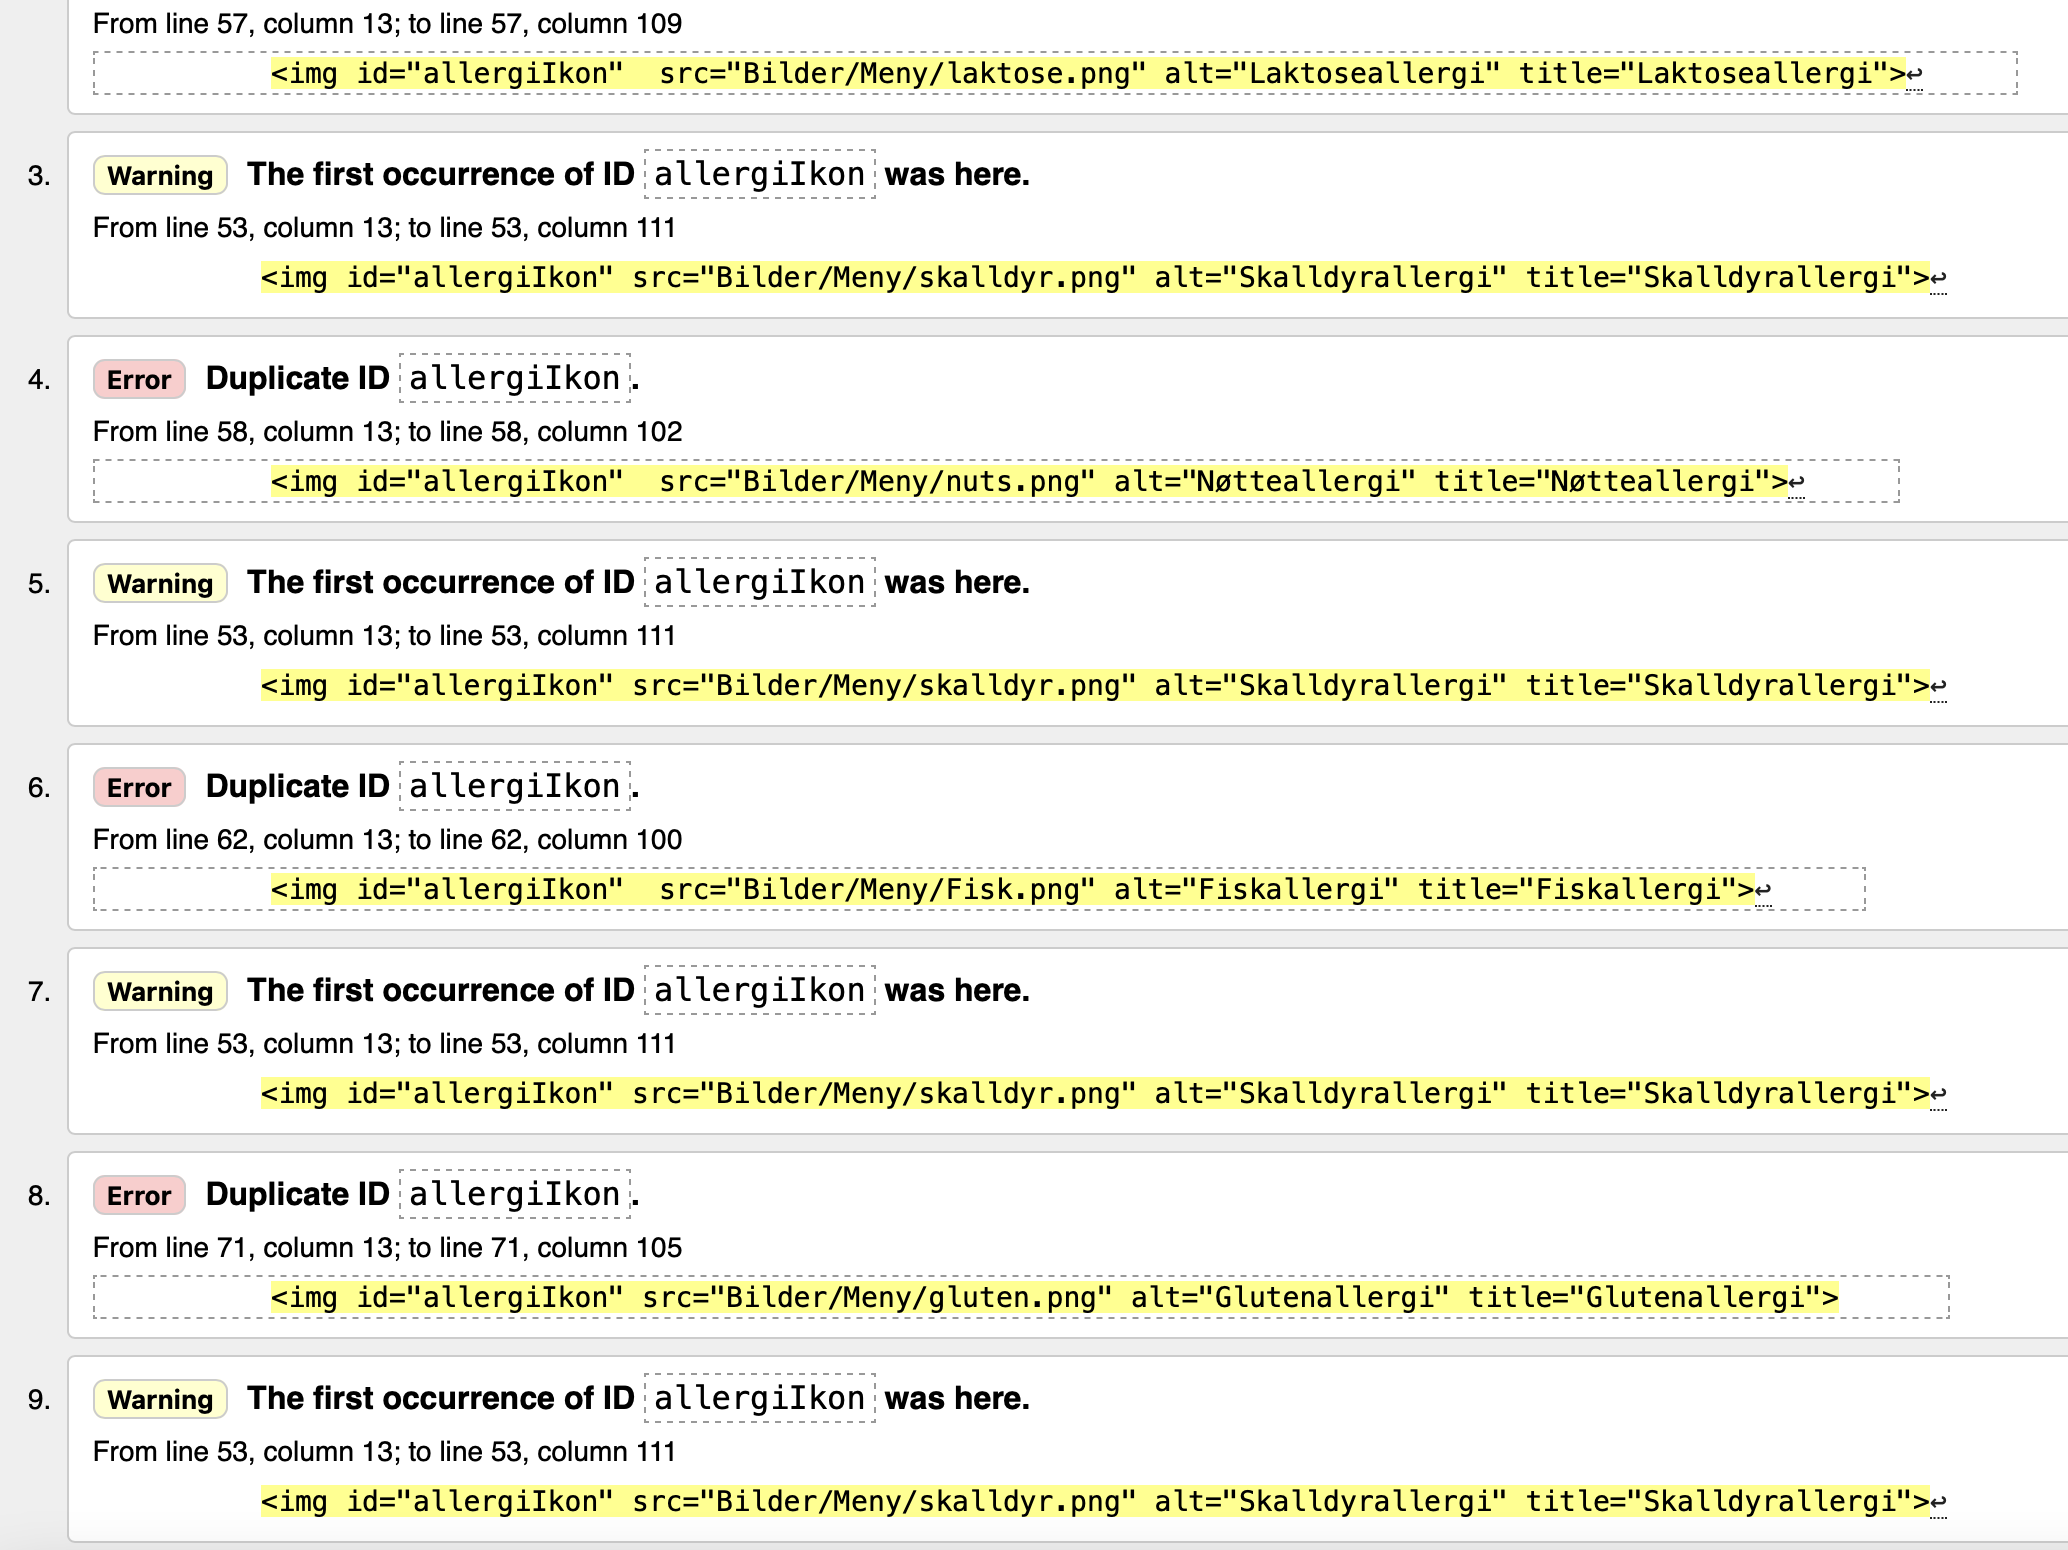 From line 57, column 13; to line 57, column 109
<img id="allergiIkon"  src="Bilder/Meny/laktose.png" alt="Laktoseallergi" title="Laktoseallergi">↩
3. Warning The first occurrence of ID allergiIkon was here.
From line 53, column 13; to line 53, column 111
<img id="allergiIkon" src="Bilder/Meny/skalldyr.png" alt="Skalldyrallergi" title="Skalldyrallergi">↩
4. Error Duplicate ID allergiIkon.
From line 58, column 13; to line 58, column 102
<img id="allergiIkon"  src="Bilder/Meny/nuts.png" alt="Nøtteallergi" title="Nøtteallergi">↩
5. Warning The first occurrence of ID allergiIkon was here.
From line 53, column 13; to line 53, column 111
<img id="allergiIkon" src="Bilder/Meny/skalldyr.png" alt="Skalldyrallergi" title="Skalldyrallergi">↩
6. Error Duplicate ID allergiIkon.
From line 62, column 13; to line 62, column 100
<img id="allergiIkon"  src="Bilder/Meny/Fisk.png" alt="Fiskallergi" title="Fiskallergi">↩
7. Warning The first occurrence of ID allergiIkon was here.
From line 53, column 13; to line 53, column 111
<img id="allergiIkon" src="Bilder/Meny/skalldyr.png" alt="Skalldyrallergi" title="Skalldyrallergi">↩
8. Error Duplicate ID allergiIkon.
From line 71, column 13; to line 71, column 105
<img id="allergiIkon" src="Bilder/Meny/gluten.png" alt="Glutenallergi" title="Glutenallergi">
9. Warning The first occurrence of ID allergiIkon was here.
From line 53, column 13; to line 53, column 111
<img id="allergiIkon" src="Bilder/Meny/skalldyr.png" alt="Skalldyrallergi" title="Skalldyrallergi">↩